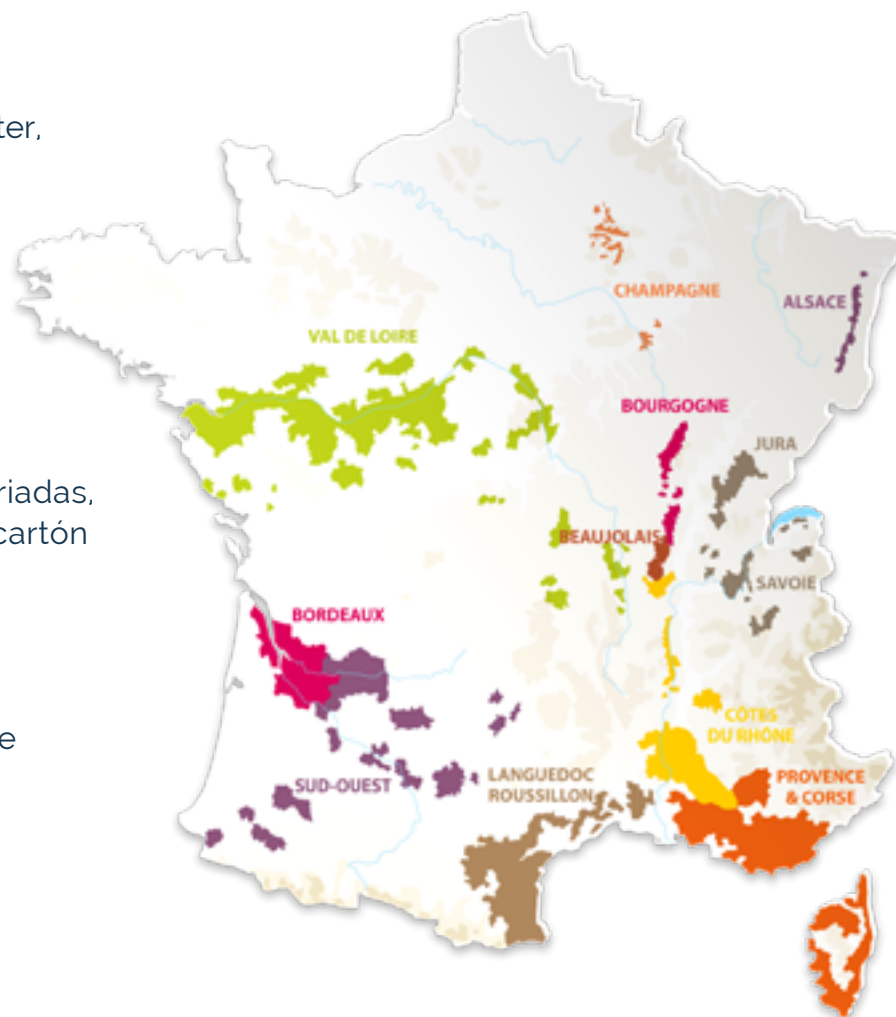 ter,
riadas,
cartón
e
CHAMPAGNE
ALSACE
VAL DE LOIRE
BOURGOGNE
JURA
BEAUJOLAIS
SAVOIE
BORDEAUX
CÔTES
DU RHÔNE
SUD-OUEST
LANGUEDOC
ROUSSILLON
PROVENCE
& CORSE